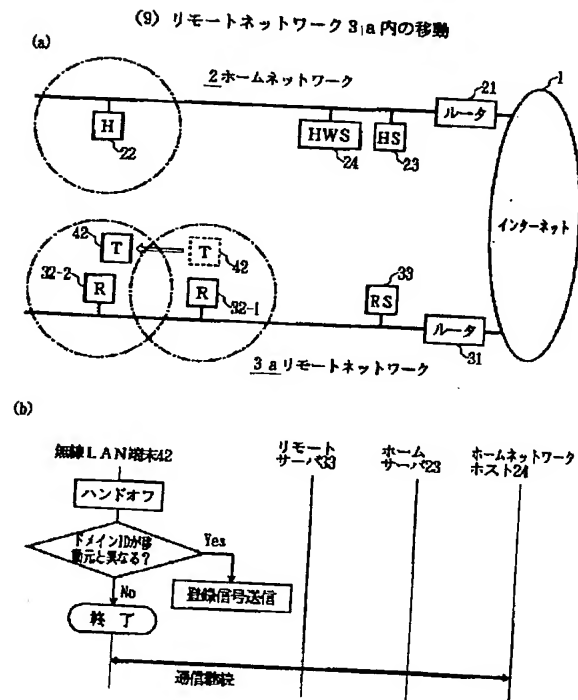 (9) リモートネットワーク3a内の移動
(a)
2ホームネットワーク
H
22
HWS
24
HS
23
21
ルータ
1
インターネット
42
T
T
42
32-2
R
R
32-1
33
RS
ルータ
31
3aリモートネットワーク
(b)
無線LAN端末42
リモート
サーバ33
ホーム
サーバ23
ホームネットワーク
ホスト24
ハンドオフ
ドメインIDが移
動元と異なる?
Yes
No
登録信号送信
終了
通信継続